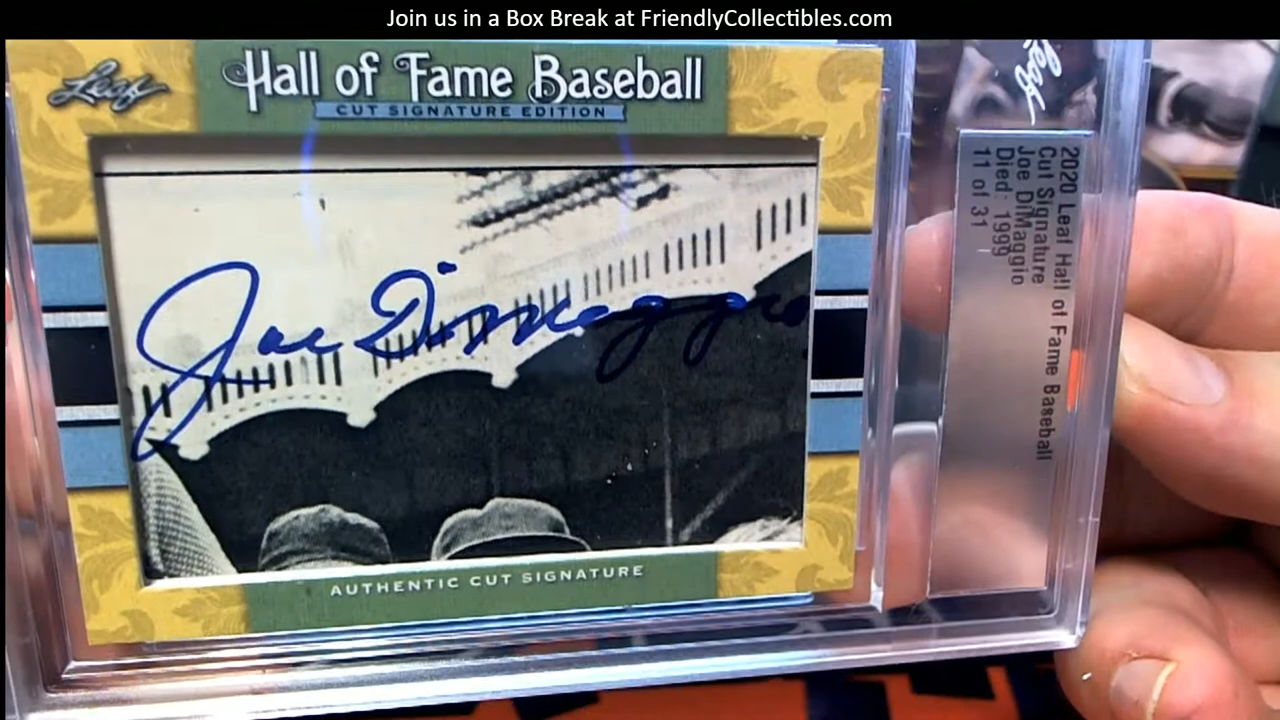 Join us in a Box Break at FriendlyCollectibles.com
Leaf
Hall of Fame Baseball
CUT SIGNATURE EDITION
Joe DiMaggio
AUTHENTIC CUT SIGNATURE
Leaf
2020 Leaf Hall of Fame Baseball
Cut Signature
Joe DiMaggio
Died: 1999
11 of 31